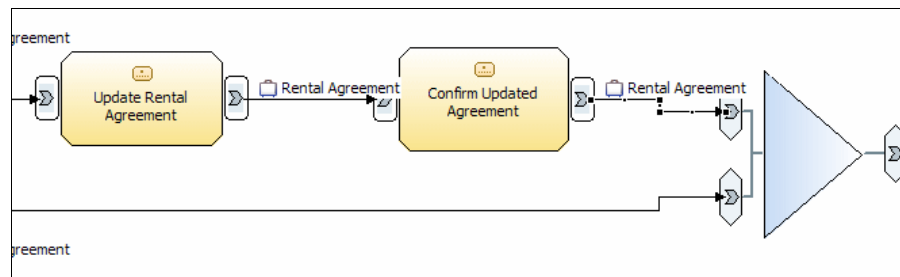 greement
Update Rental
Agreement
Rental Agreement
Confirm Updated
Agreement
Rental Agreement
greement